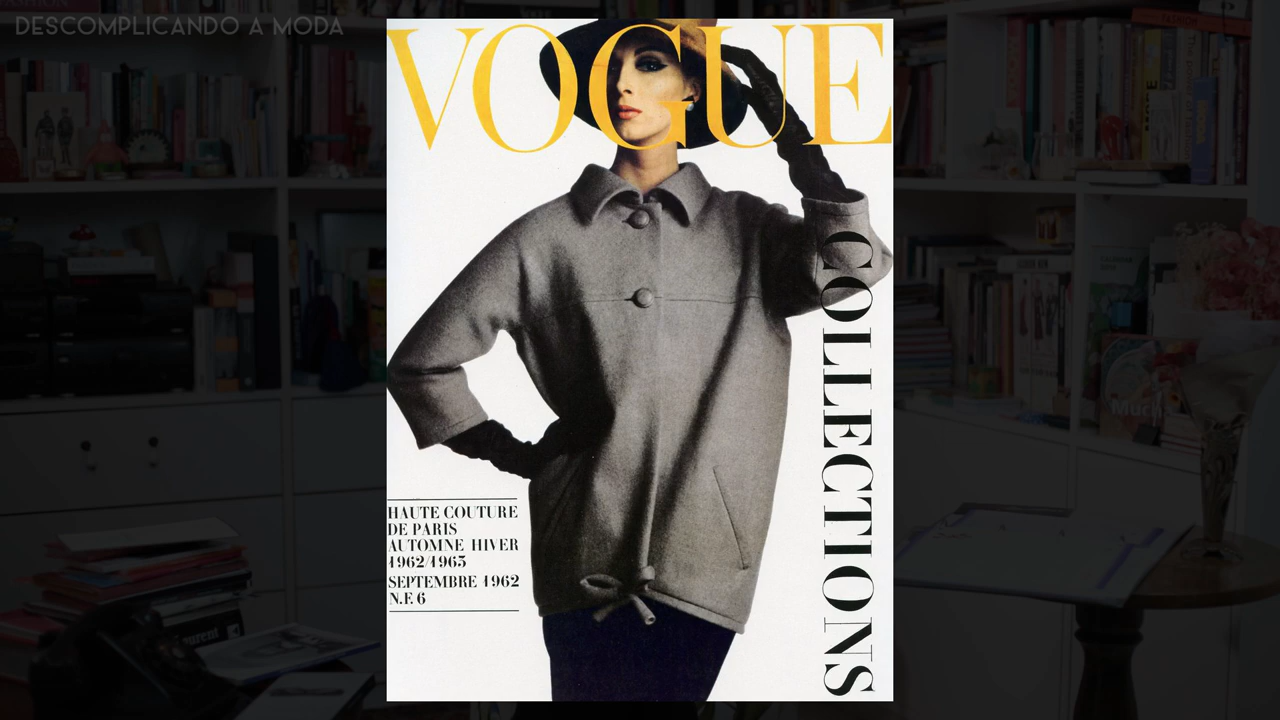 DESCOMPLICANDO A MODA
VOGUE
COLLECTIONS
HAUTE COUTURE
DE PARIS
AUTOMNE HIVER
1962/1963
SEPTEMBRE 1962
N.F. 6